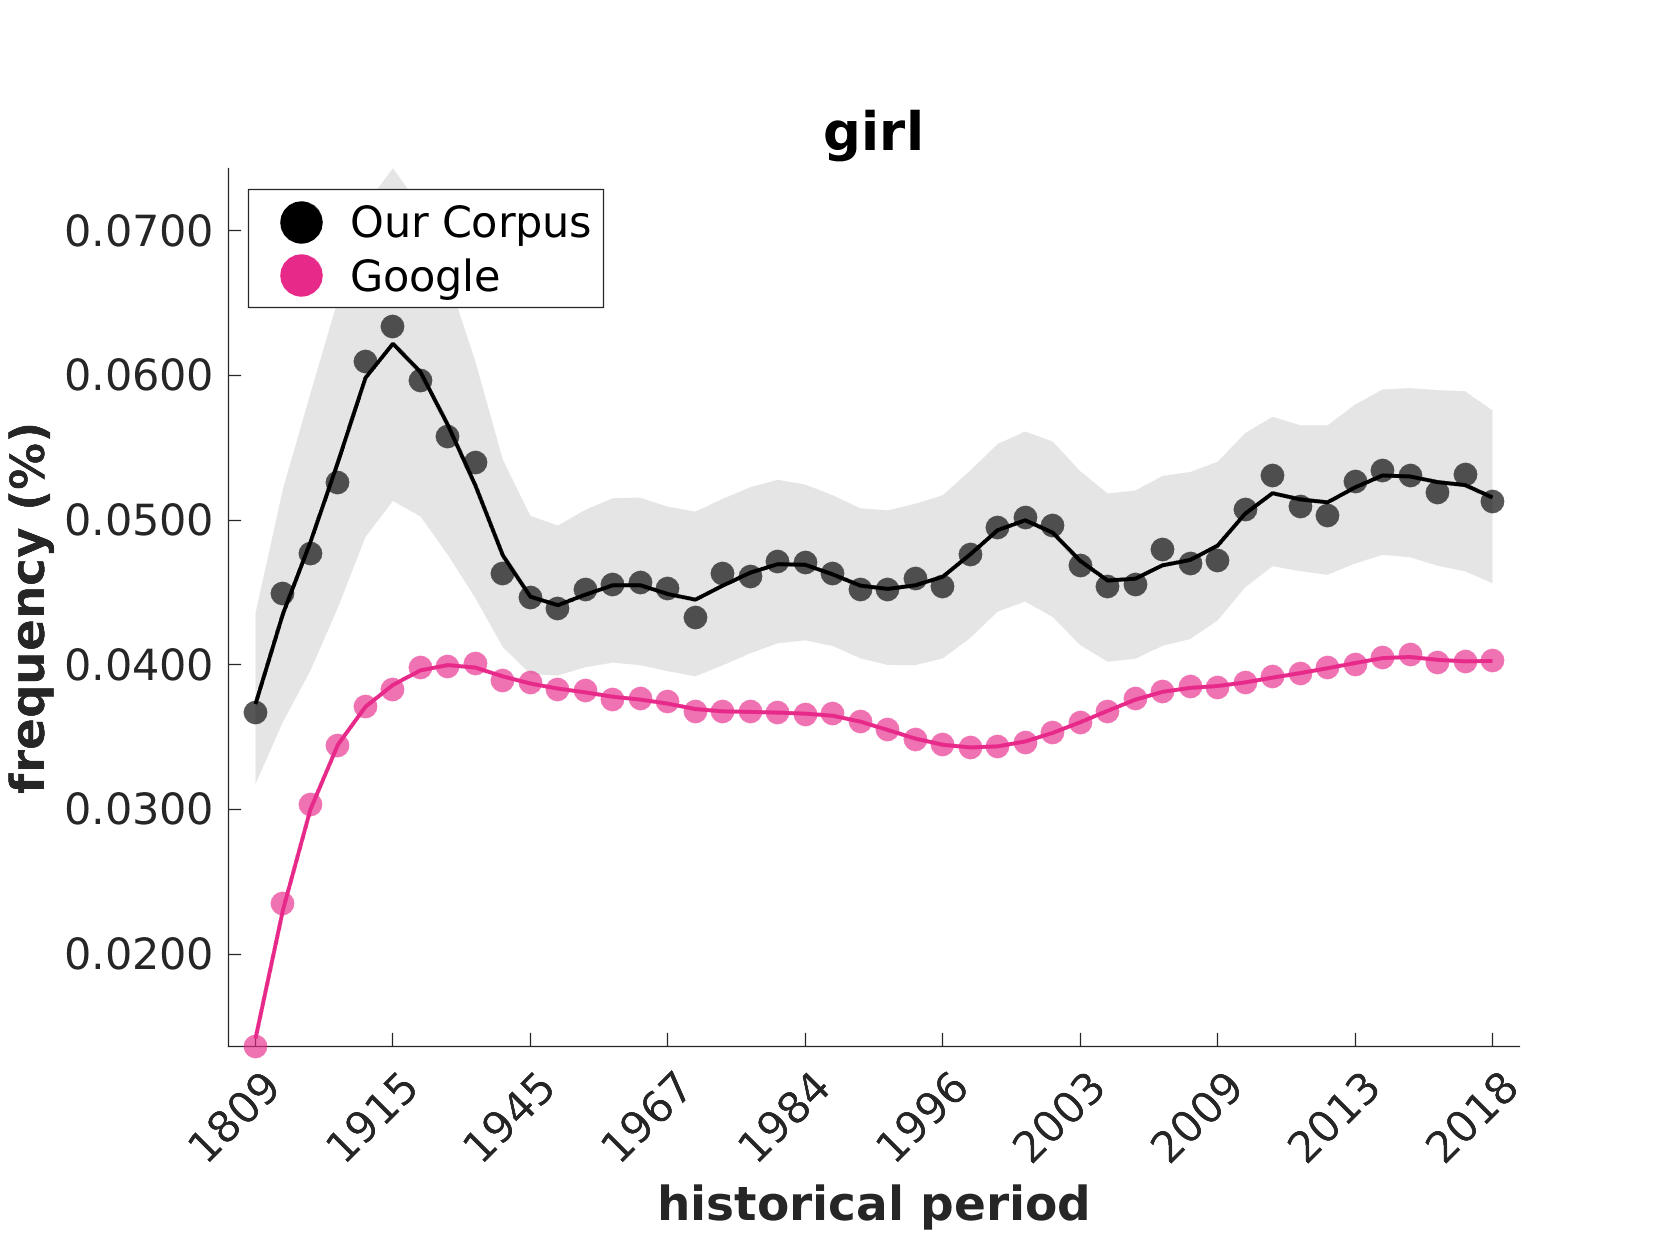 girl
Our Corpus
Google
0.0700
0.0600
0.0500
0.0400
0.0300
0.0200
frequency (%)
1809 1915 1945 1967 1984 1996 2003 2009 2013 2018
historical period